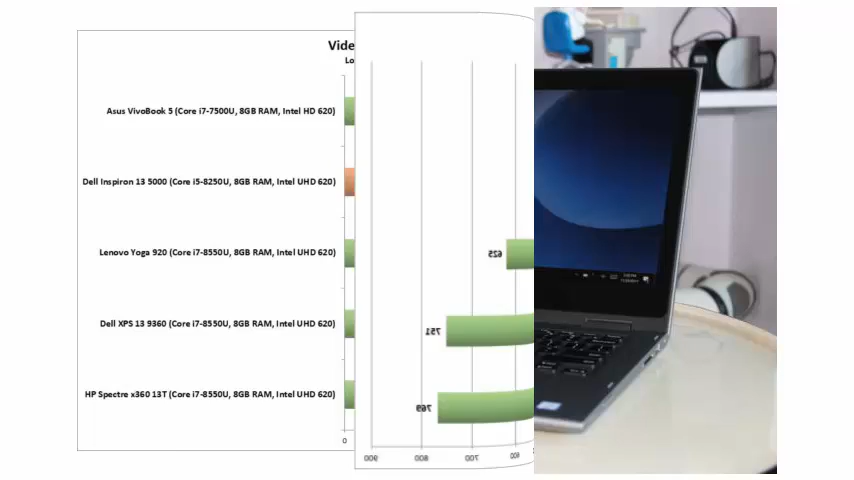 Vide
Lo
Asus VivoBook 5 (Core i7-7500U, 8GB RAM, Intel HD 620)
Dell Inspiron 13 5000 (Core i5-8250U, 8GB RAM, Intel UHD 620)
Lenovo Yoga 920 (Core i7-8550U, 8GB RAM, Intel UHD 620)
625
Dell XPS 13 9360 (Core i7-8550U, 8GB RAM, Intel UHD 620)
751
HP Spectre x360 13T (Core i7-8550U, 8GB RAM, Intel UHD 620)
769
0
900 800 700 600